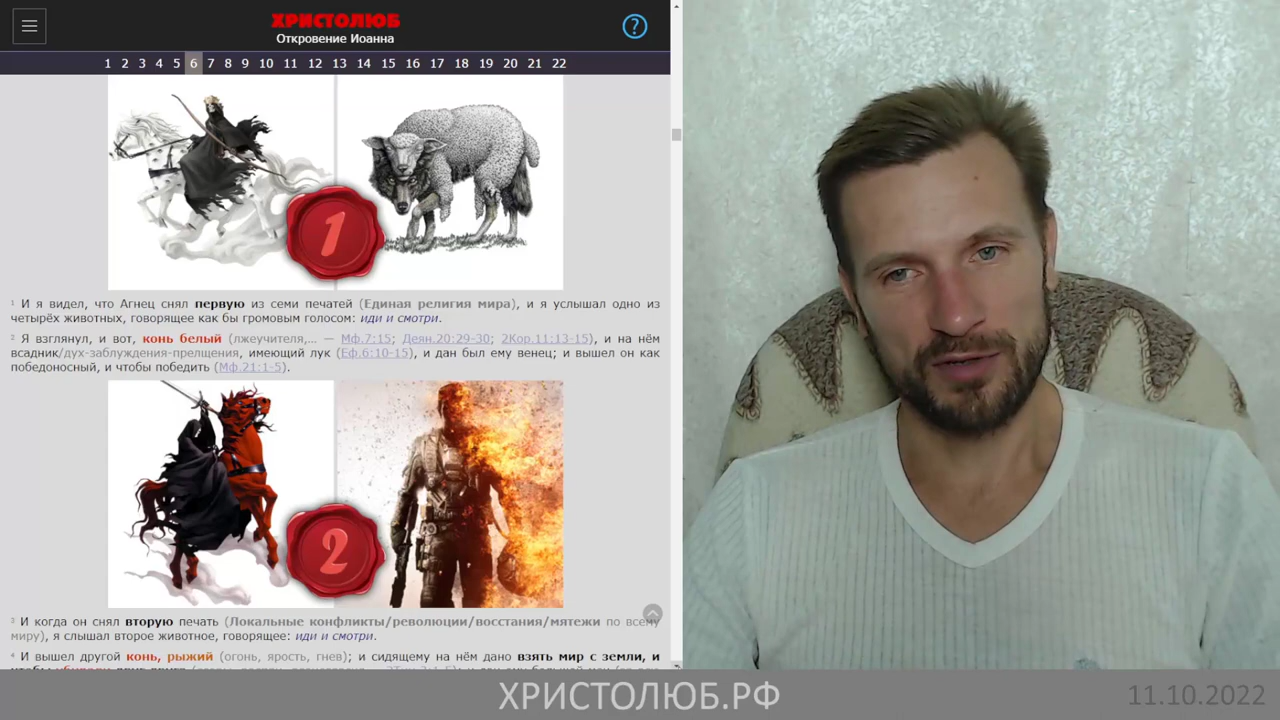 ХРИСТОЛЮБ
Откровение Иоанна
?
1 2 3 4 5 6 7 8 9 10 11 12 13 14 15 16 17 18 19 20 21 22
1
1 И я видел, что Агнец снял первую из семи печатей (Единая религия мира), и я услышал одно из
четырёх животных, говорящее как бы громовым голосом: иди и смотри.
2 Я взглянул, и вот, конь белый (лжеучителя,... — Мф.7:15; Деян.20:29-30; 2Кор.11:13-15), и на нём
всадник/дух-заблуждения-прелщения, имеющий лук (Еф.6:10-15), и дан был ему венец; и вышел он как
победоносный, и чтобы победить (Мф.21:1-5).
2
3 И когда он снял вторую печать (Локальные конфликты/революции/восстания/мятежи по всему
миру), я слышал второе животное, говорящее: иди и смотри.
4 И вышел другой конь, рыжий (огонь, ярость, гнев); и сидящему на нём дано взять мир с земли, и
ХРИСТОЛЮБ.РФ
11.10.2022